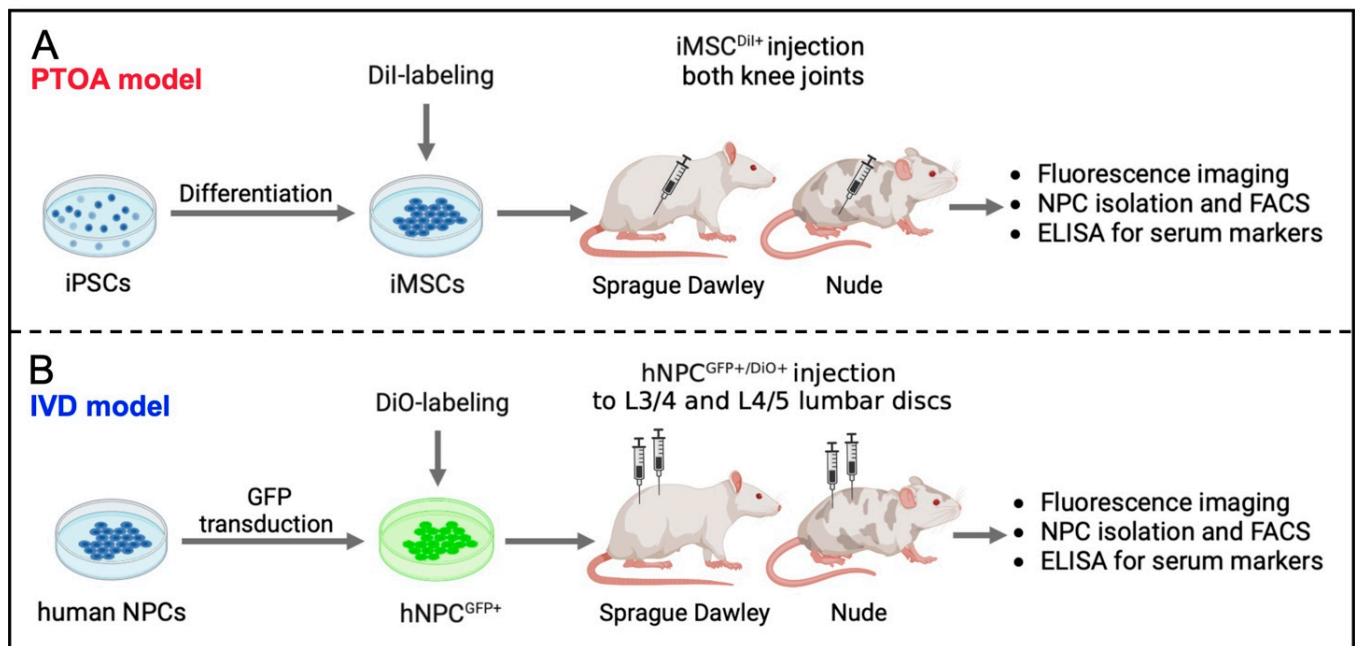 A
PTOA model
DiI-labeling
iMSCDiI+ injection
both knee joints
Differentiation
iPSCs
iMSCs
Sprague Dawley
Nude
• Fluorescence imaging
• NPC isolation and FACS
• ELISA for serum markers
B
IVD model
DiO-labeling
hNPCGFP+/DiO+ injection
to L3/4 and L4/5 lumbar discs
GFP
transduction
human NPCs
hNPCGFP+
Sprague Dawley
Nude
• Fluorescence imaging
• NPC isolation and FACS
• ELISA for serum markers